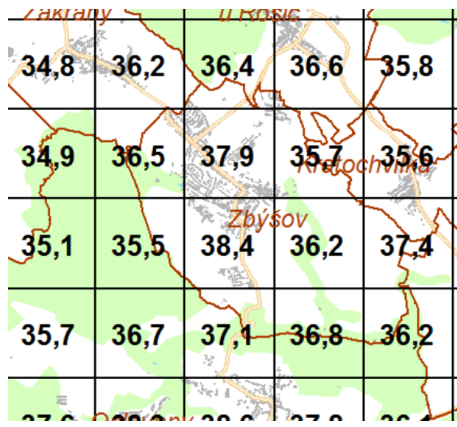 Zakřany u Rosic
34,8 36,2 36,4 36,6 35,8
34,9 36,5 37,9 35,7 35,6
Kratochvilka
Zbýšov
35,1 35,5 38,4 36,2 37,4
35,7 36,7 37,1 36,8 36,2